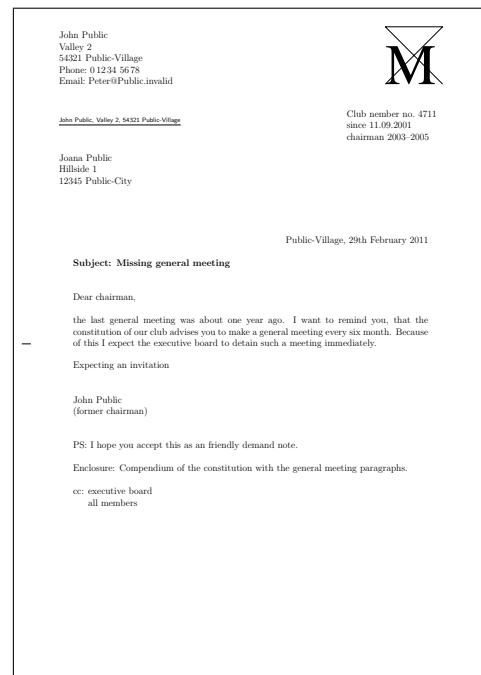 John Public
Valley 2
54321 Public-Village
Phone: 0 12 34 56 78
Email: Peter@Public.invalid
M
John Public, Valley 2, 54321 Public-Village
Club nember no. 4711
since 11.09.2001
chairman 2003–2005
Joana Public
Hillside 1
12345 Public-City
Public-Village, 29th February 2011
Subject: Missing general meeting
Dear chairman,
the last general meeting was about one year ago. I want to remind you, that the
constitution of our club advises you to make a general meeting every six month. Because
of this I expect the executive board to detain such a meeting immediately.
Expecting an invitation
John Public
(former chairman)
PS: I hope you accept this as an friendly demand note.
Enclosure: Compendium of the constitution with the general meeting paragraphs.
cc: executive board
all members